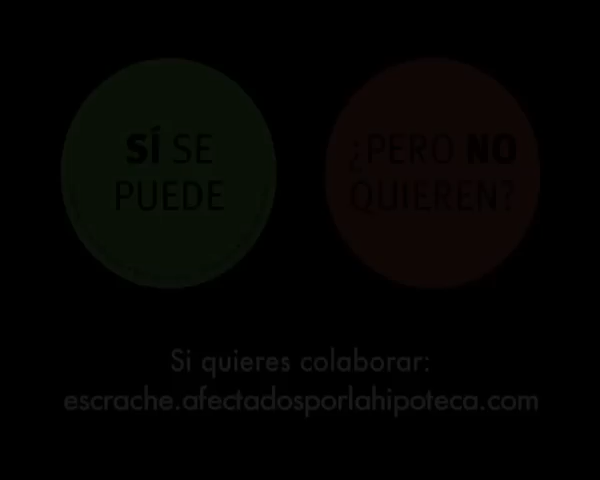 SÍ SE
PUEDE
¿PERO NO
QUIEREN?
Si quieres colaborar:
escrache.afectadosporlahipoteca.com